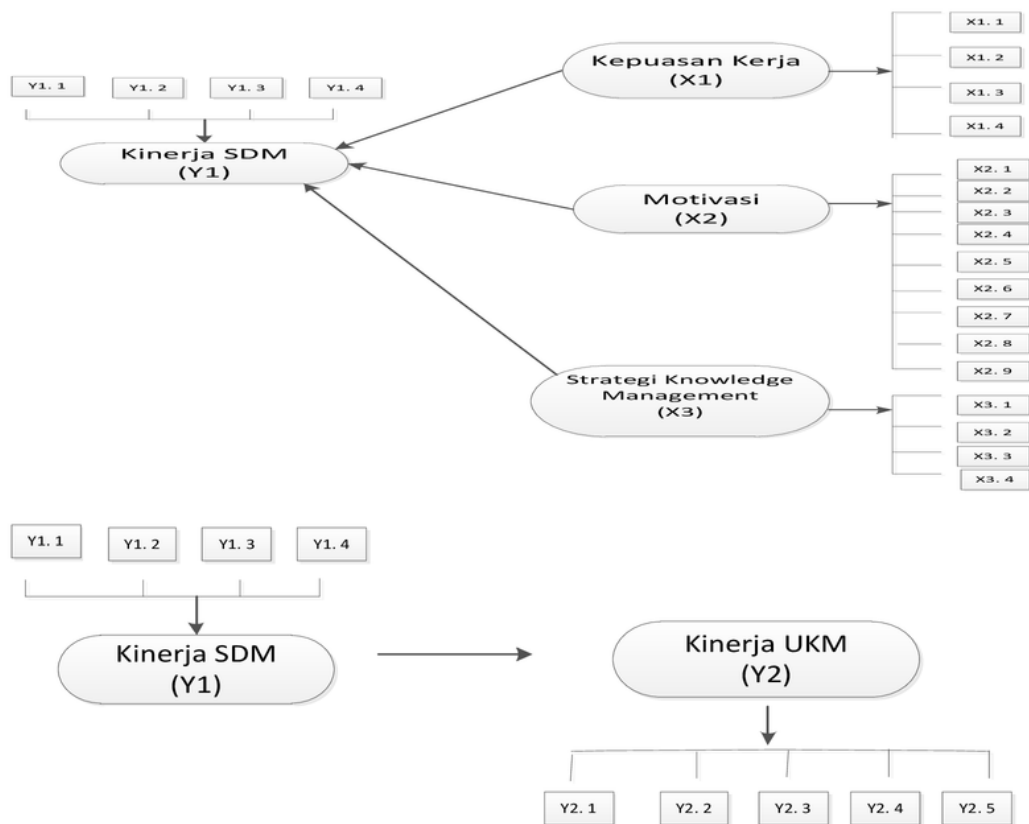 Y1. 1
Y1. 2
Y1. 3
Y1. 4
Kinerja SDM
(Y1)
Kepuasan Kerja
(X1)
X1. 1
X1. 2
X1. 3
X1. 4
Motivasi
(X2)
X2. 1
X2. 2
X2. 3
X2. 4
X2. 5
X2. 6
X2. 7
X2. 8
X2. 9
Strategi Knowledge
Management
(X3)
X3. 1
X3. 2
X3. 3
X3. 4
Y1. 1
Y1. 2
Y1. 3
Y1. 4
Kinerja SDM
(Y1)
Kinerja UKM
(Y2)
Y2. 1
Y2. 2
Y2. 3
Y2. 4
Y2. 5